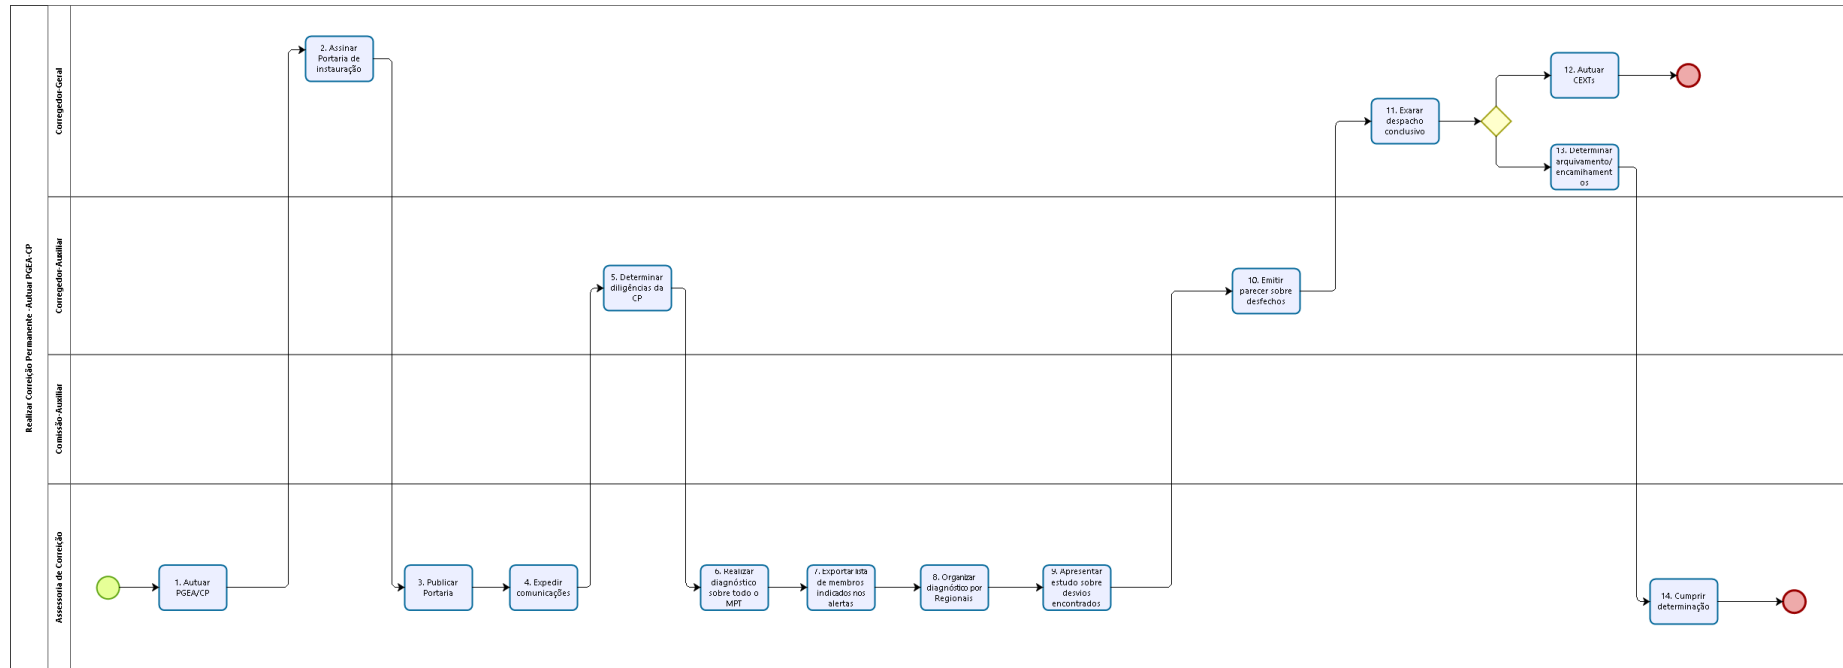 Realizar Correição Permanente - Autuar PGEA-CP
Corregedor-Geral
Corregedor-Auxiliar
Comissão-Auxiliar
Assessoria de Correição
1. Autuar
PGEA/CP
2. Assinar
Portaria de
instauração
3. Publicar
Portaria
4. Expedir
comunicações
5. Determinar
diligências da
CP
6. Realizar
diagnóstico
sobre todo o
MPT
7. Exportar lista
de membros
indicados nos
alertas
8. Organizar
diagnóstico por
Regionais
9. Apresentar
estudo sobre
desvios
encontrados
10. Emitir
parecer sobre
desfechos
11. Exarar
despacho
conclusivo
12. Autuar
CEXTs
13. Determinar
arquivamento/
encamihament
os
14. Cumprir
determinação